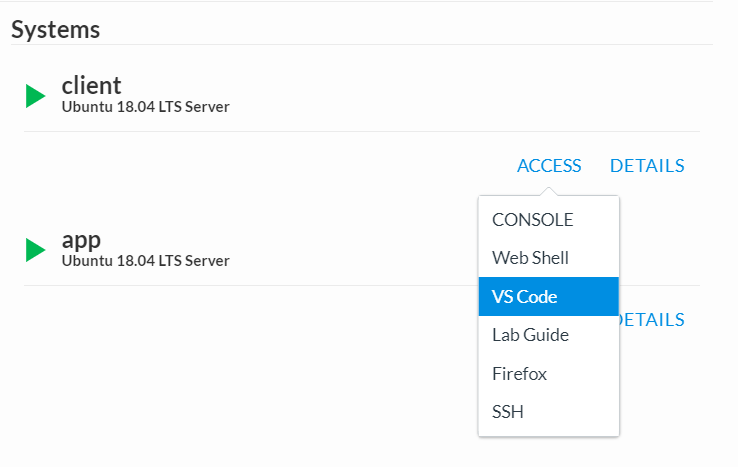 Systems
client
Ubuntu 18.04 LTS Server
ACCESS DETAILS
CONSOLE
Web Shell
VS Code
Lab Guide
Firefox
SSH
app
Ubuntu 18.04 LTS Server
DETAILS